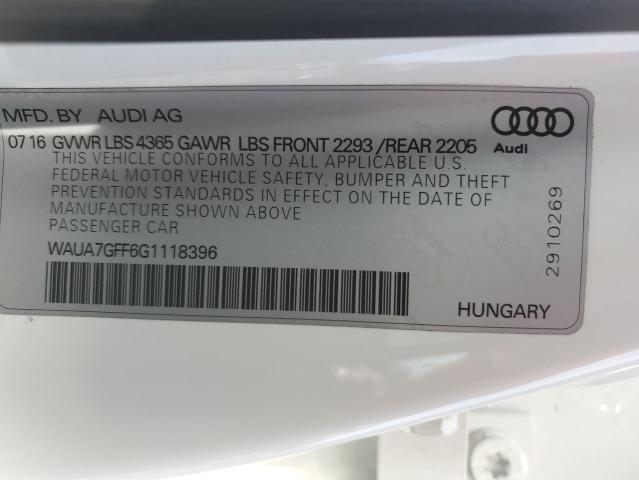 MFD. BY AUDI AG
07 16 GVWR LBS 4365 GAWR LBS FRONT 2293 /REAR 2205
THIS VEHICLE CONFORMS TO ALL APPLICABLE U.S.
FEDERAL MOTOR VEHICLE SAFETY, BUMPER AND THEFT
PREVENTION STANDARDS IN EFFECT ON THE DATE OF
MANUFACTURE SHOWN ABOVE
PASSENGER CAR
WAUA7GFF6G1118396
Audi
2910269
HUNGARY